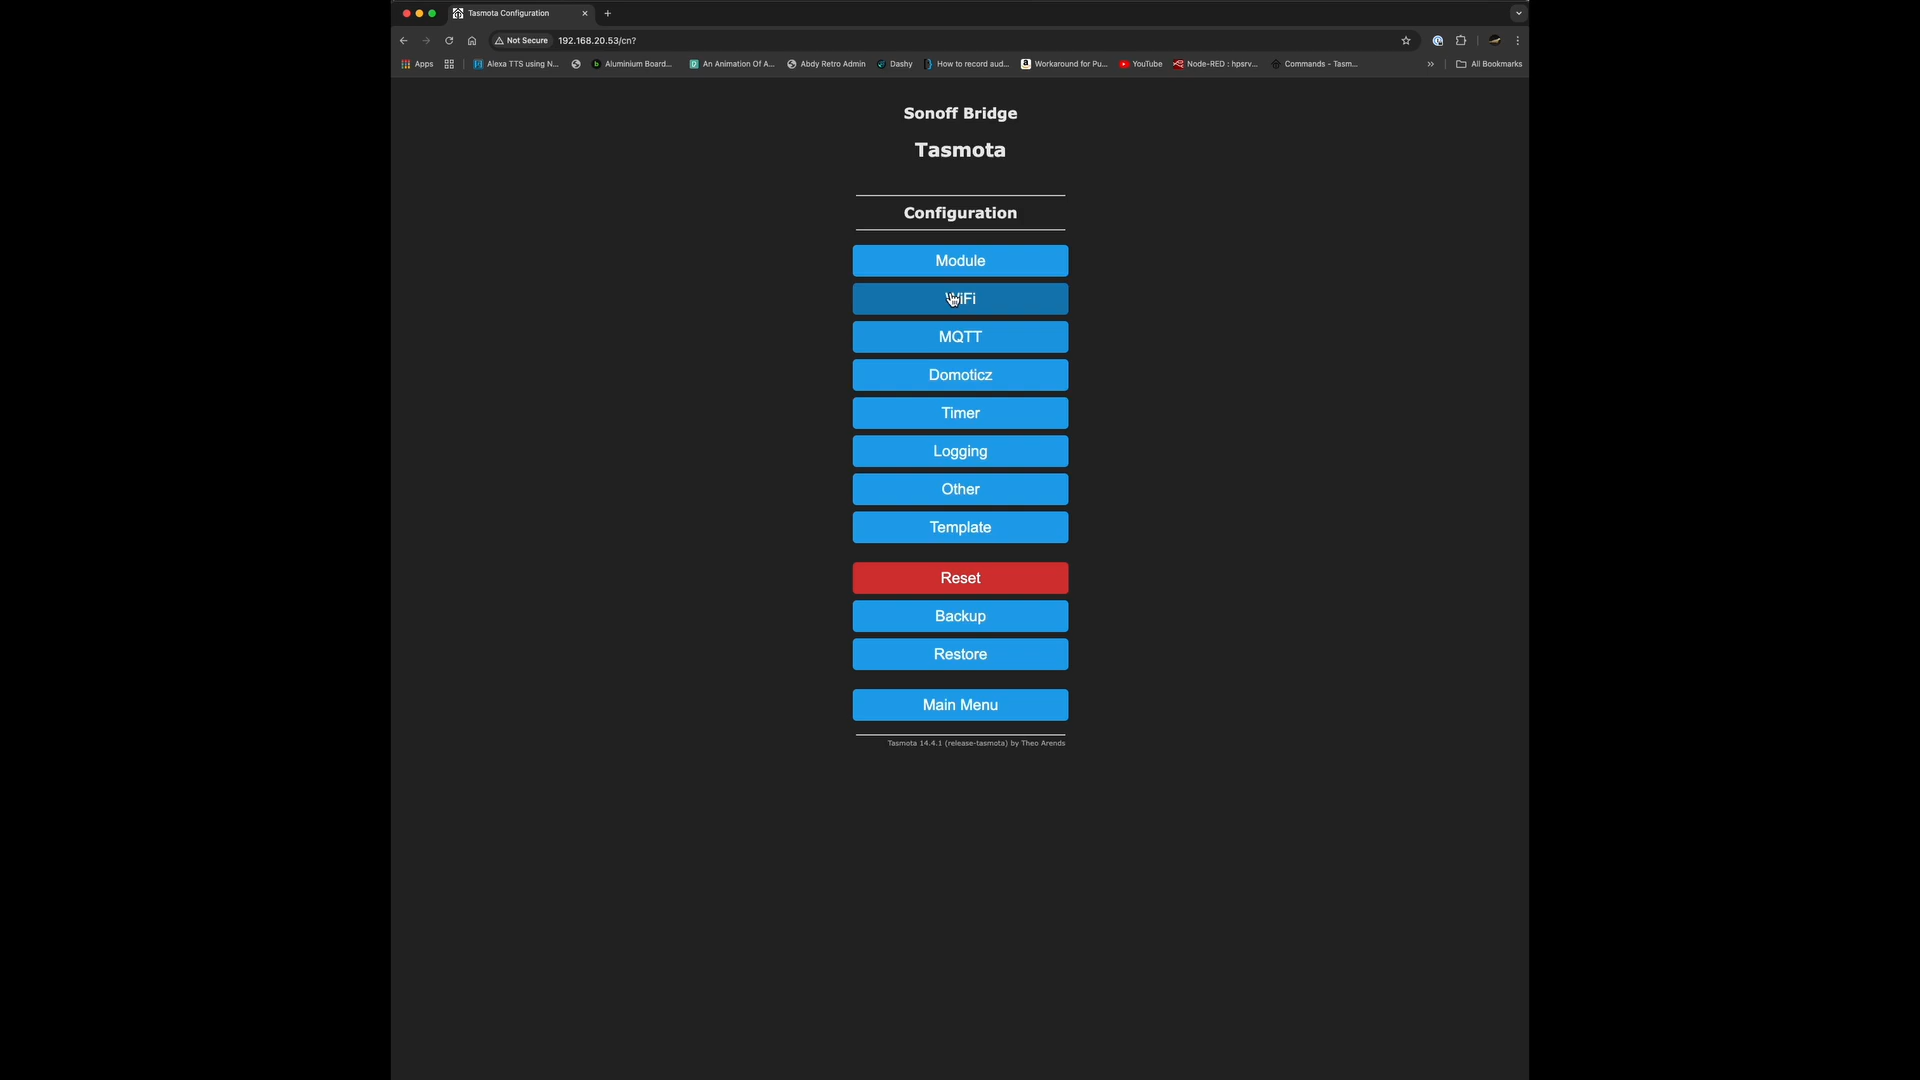 Tasmota Configuration
Not Secure 192.168.20.53/cn?
Apps Alexa TTS using N... Aluminium Board... An Animation Of A... Abdy Retro Admin Dashy How to record aud... Workaround for Pu... YouTube Node-RED : hpsrv... Commands - Tasm... » All Bookmarks
Sonoff Bridge
Tasmota
Configuration
Module
WiFi
MQTT
Domoticz
Timer
Logging
Other
Template
Reset
Backup
Restore
Main Menu
Tasmota 14.4.1 (release-tasmota) by Theo Arends